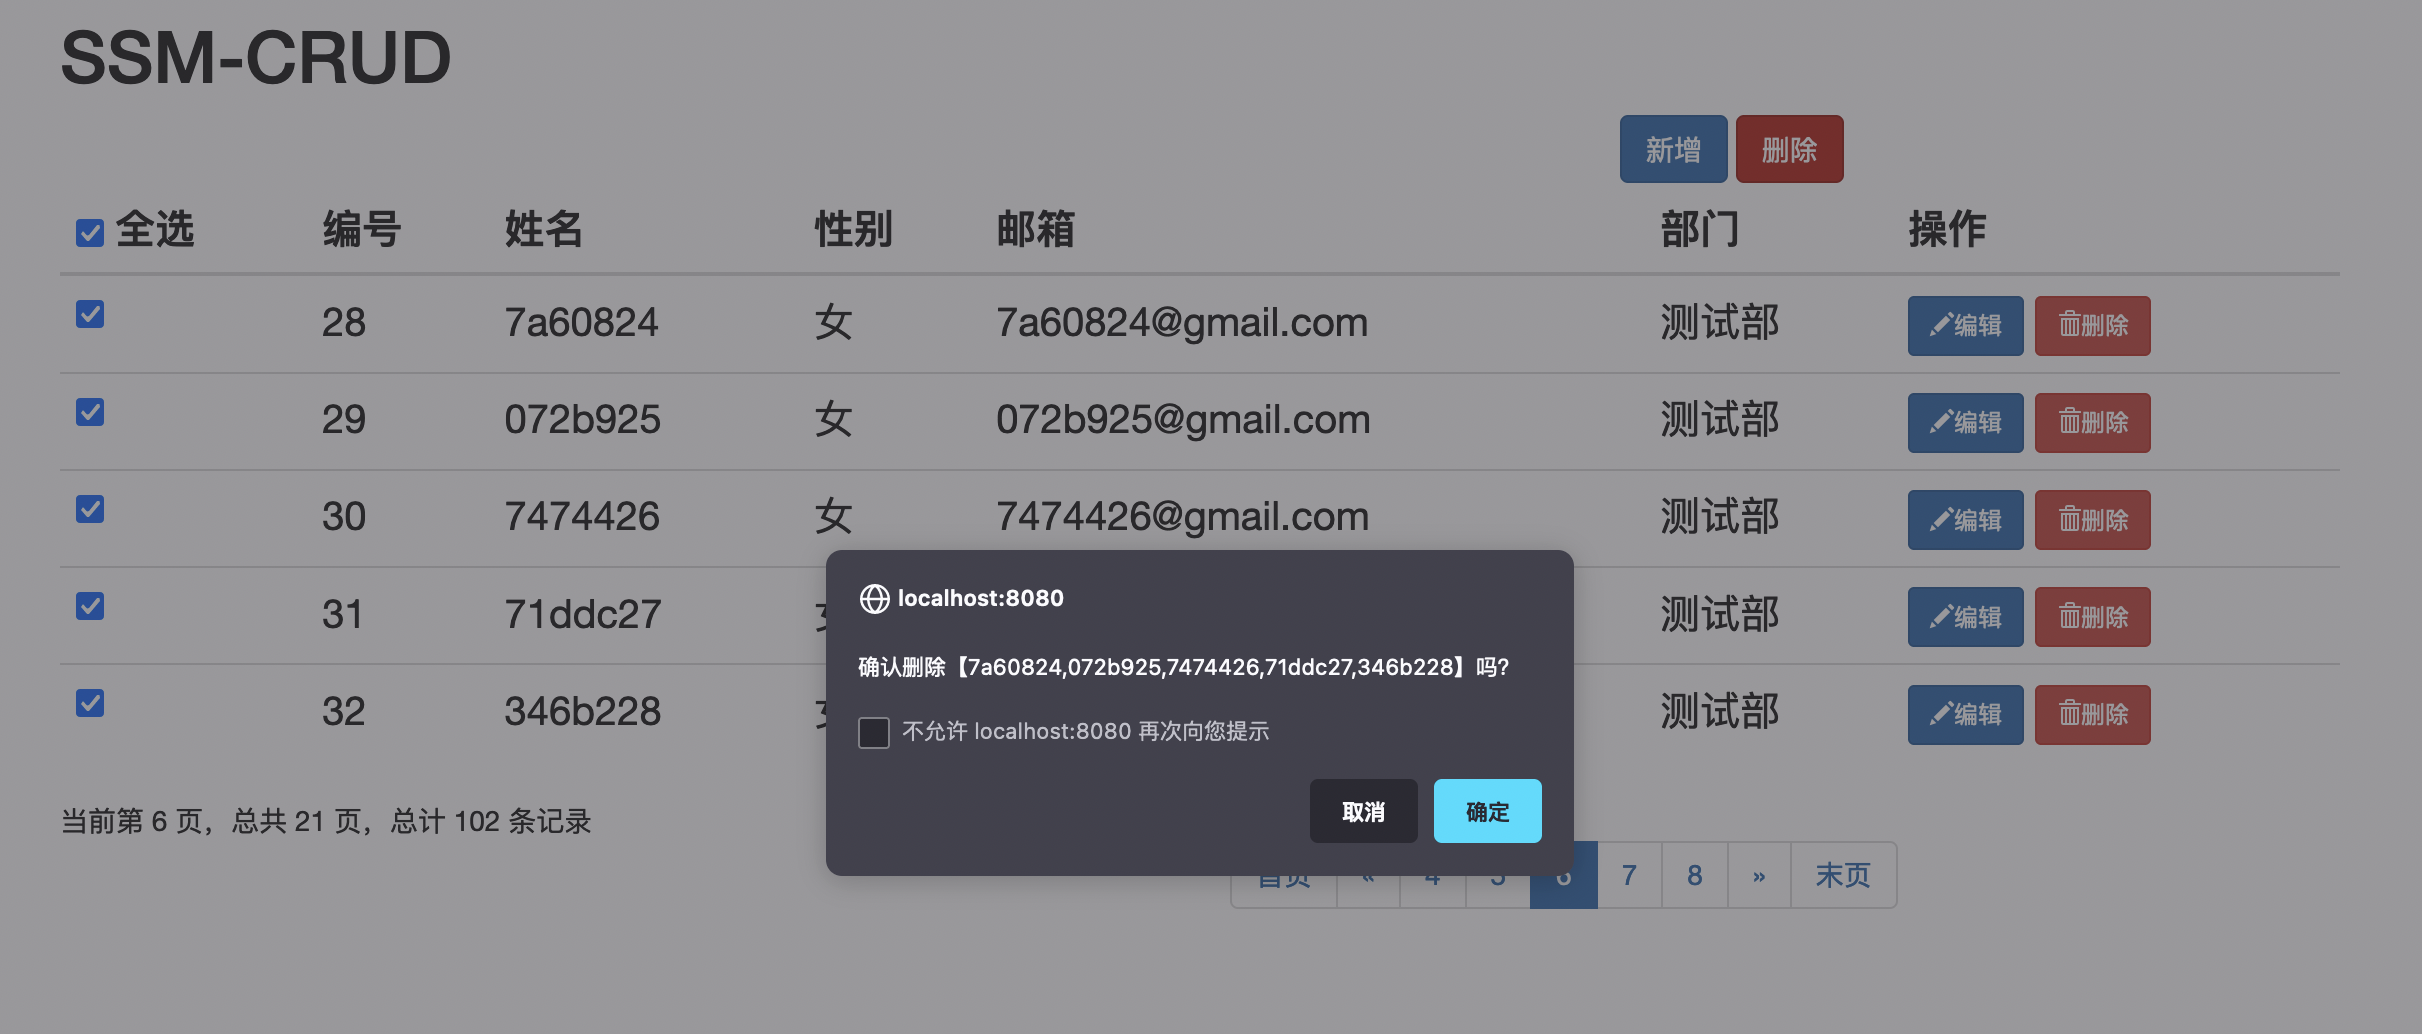 SSM-CRUD
新增 删除
全选 编号 姓名 性别 邮箱 部门 操作
28 7a60824 女 7a60824@gmail.com 测试部 编辑 删除
29 072b925 女 072b925@gmail.com 测试部 编辑 删除
30 7474426 女 7474426@gmail.com 测试部 编辑 删除
31 71ddc27 测试部 编辑 删除
32 346b228 测试部 编辑 删除
localhost:8080
确认删除【7a60824,072b925,7474426,71ddc27,346b228】吗?
不允许 localhost:8080 再次向您提示
取消 确定
当前第 6 页，总共 21 页，总计 102 条记录
首页 « 4 5 6 7 8 » 末页